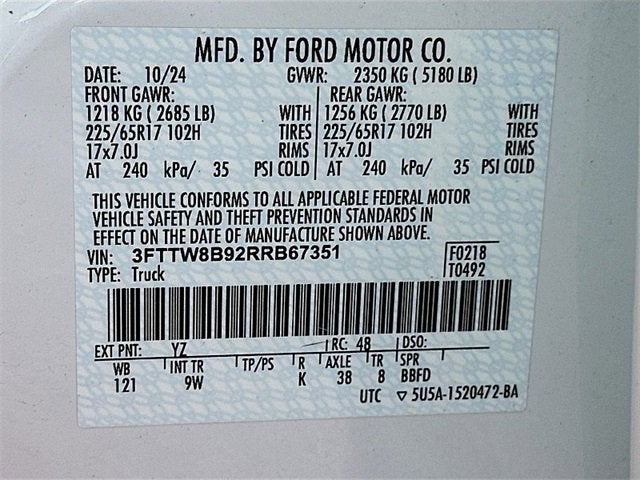 MFD. BY FORD MOTOR CO.
DATE: 10/24 GVWR: 2350 KG ( 5180 LB)
FRONT GAWR: REAR GAWR:
1218 KG ( 2685 LB) WITH 1256 KG ( 2770 LB) WITH
225/65R17 102H TIRES 225/65R17 102H TIRES
17x7.0J RIMS 17x7.0J RIMS
AT 240 kPa/ 35 PSI COLD AT 240 kPa/ 35 PSI COLD
THIS VEHICLE CONFORMS TO ALL APPLICABLE FEDERAL MOTOR
VEHICLE SAFETY AND THEFT PREVENTION STANDARDS IN
EFFECT ON THE DATE OF MANUFACTURE SHOWN ABOVE.
VIN: 3FTTW8B92RRB67351 F0218
TYPE: Truck T0492
EXT PNT: YZ RC: 48 DSO:
WB INT TR TP/PS R AXLE TR SPR
121 9W K 38 8 BBFD
UTC ▽ 5U5A-1520472-BA